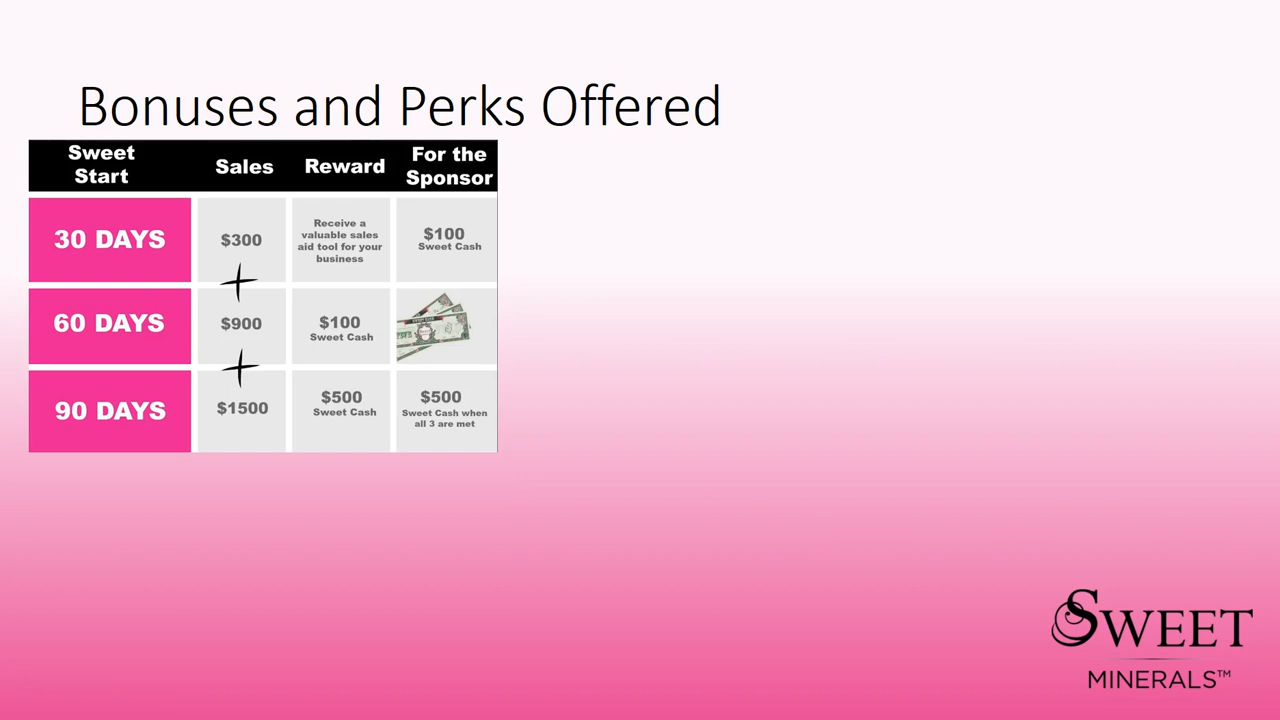 Bonuses and Perks Offered
Sweet
Start
Sales
Reward
For the
Sponsor
30 DAYS
$300
Receive a
valuable sales
aid tool for your
business
$100
Sweet Cash
+
60 DAYS
$900
$100
Sweet Cash
+
90 DAYS
$1500
$500
Sweet Cash
$500
Sweet Cash when
all 3 are met
SWEET
MINERALS™